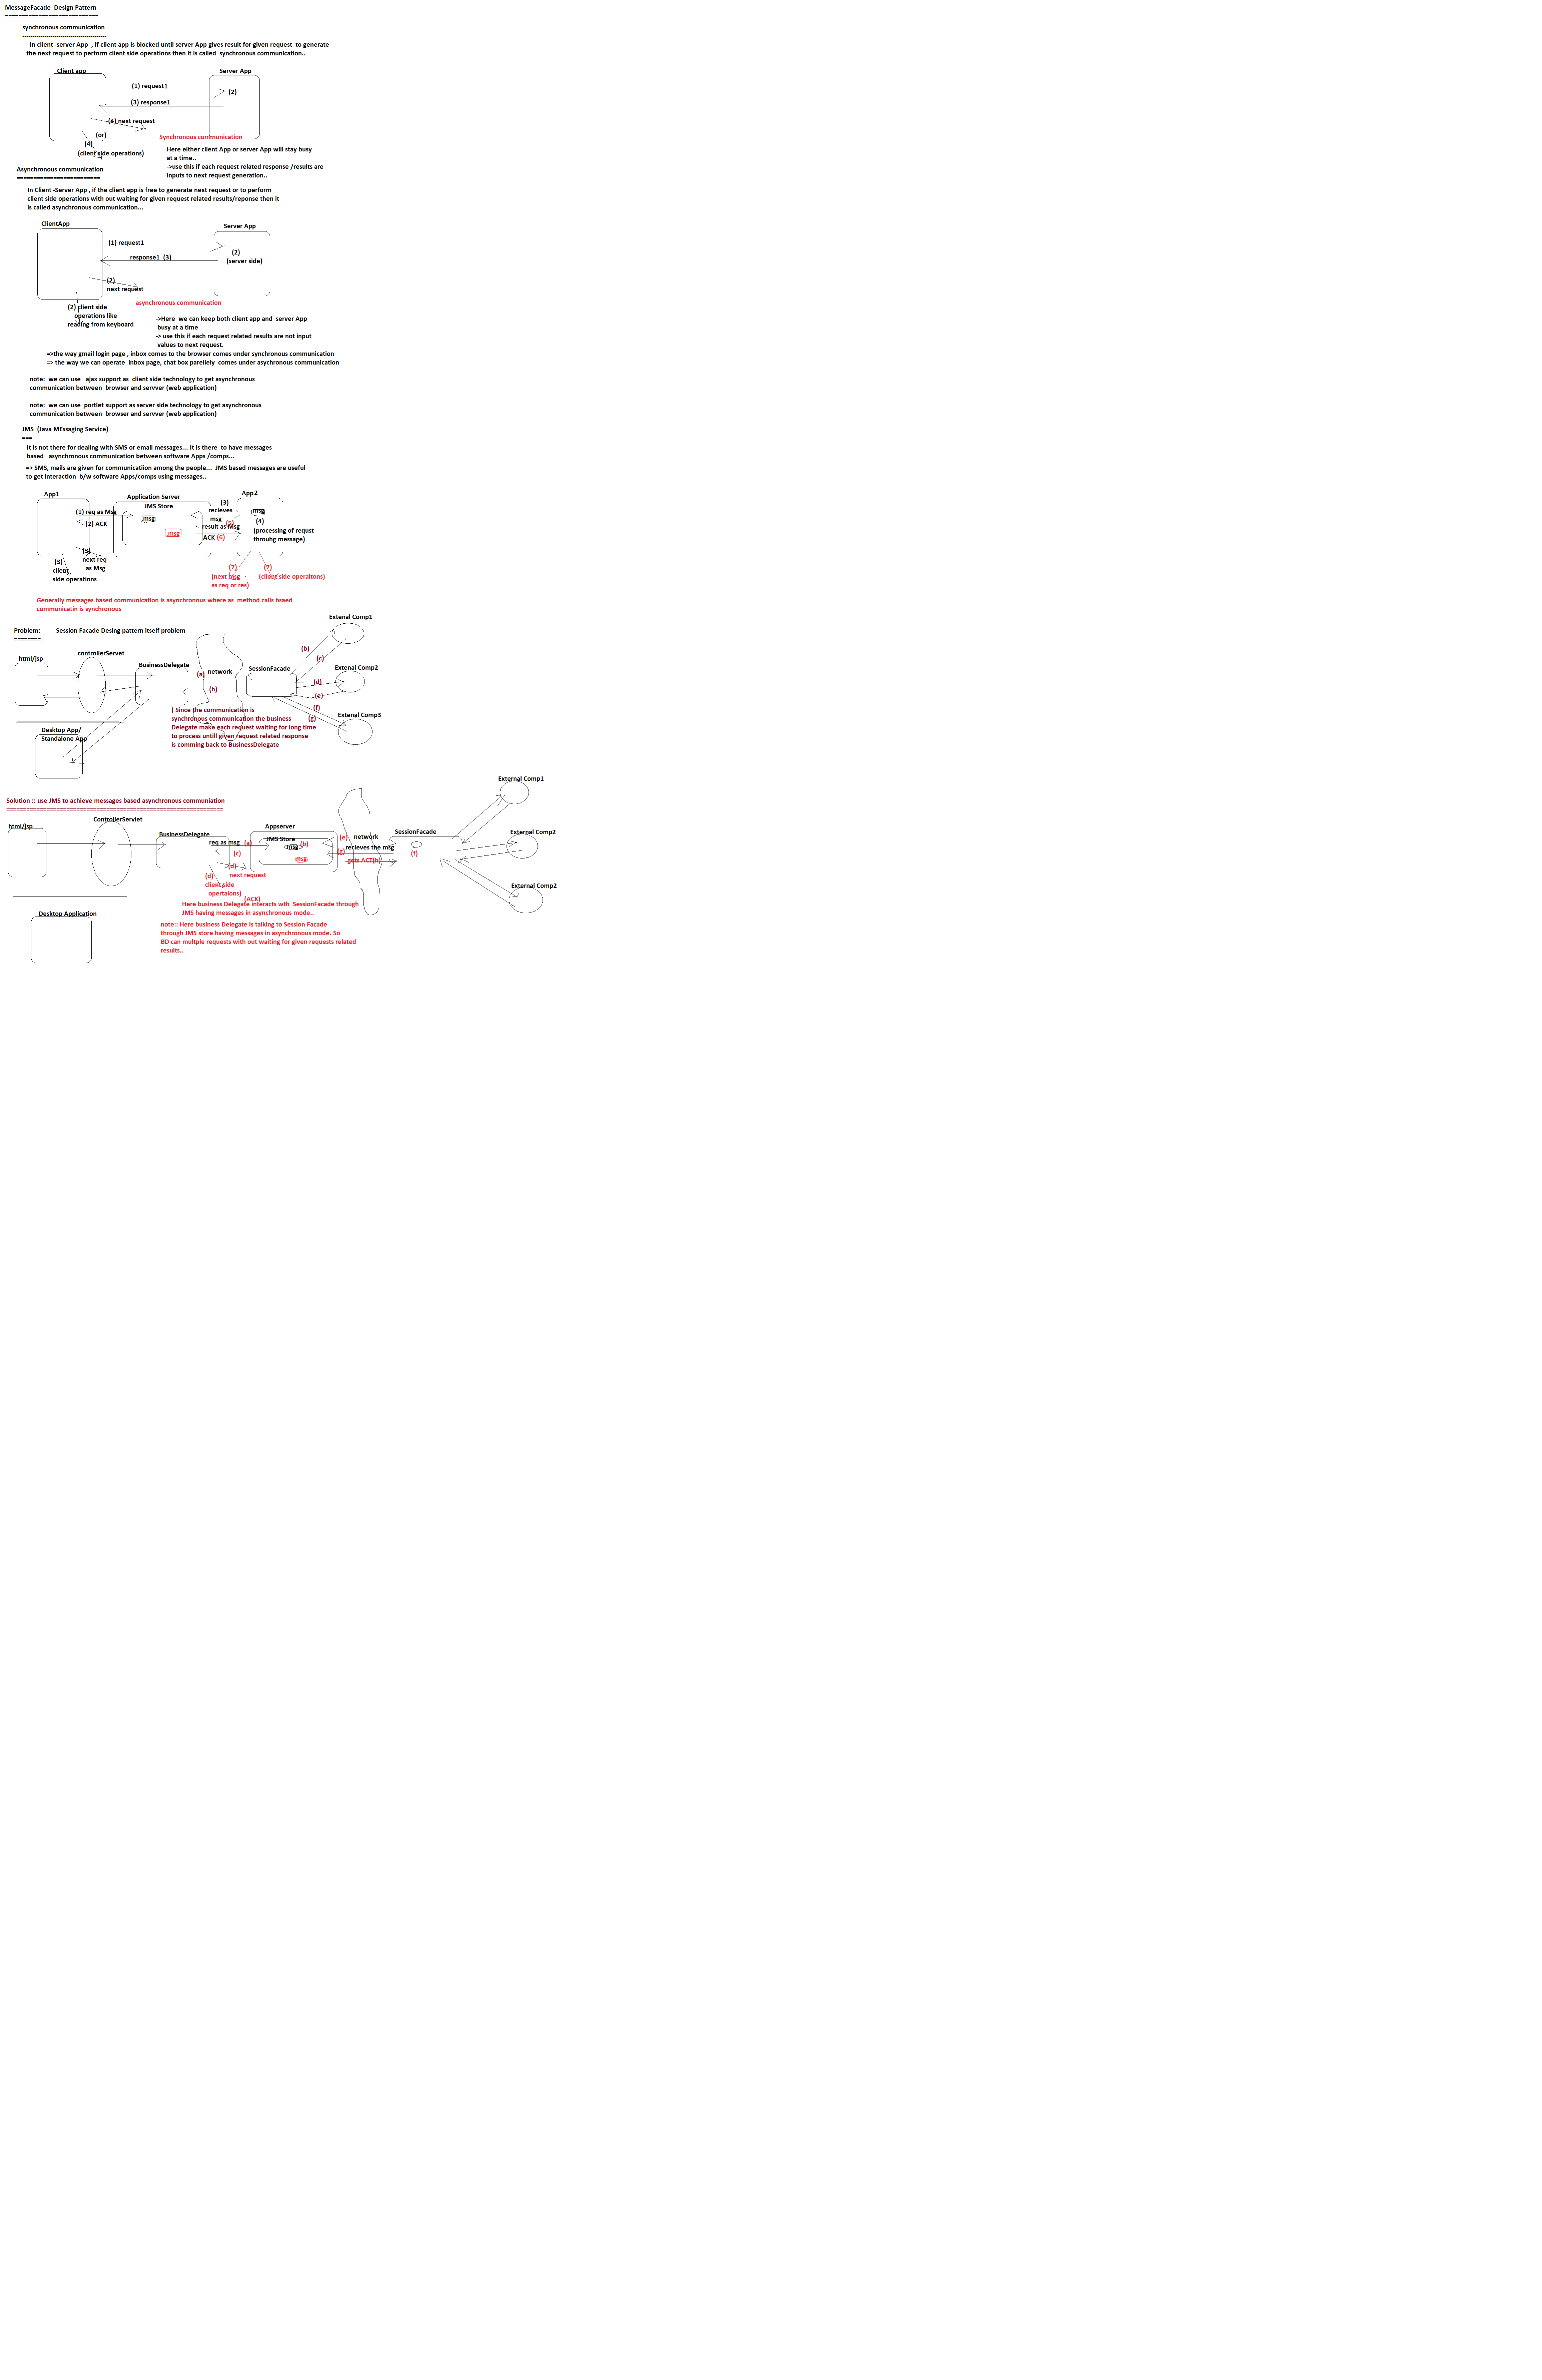 MessageFacade  Design Pattern
============================
synchronous communication
---------------------------------------
In client -server App  , if client app is blocked until server App gives result for given request  to generate
the next request to perform client side operations then it is called  synchronous communication..
Client app
Server App
(1) request1
(2)
(3) response1
(4) next request
(or)
(4)
(client side operations)
Synchronous communication
Here either client App or server App will stay busy
at a time..
->use this if each request related response /results are
inputs to next request generation..
Asynchronous communication
=========================
In Client -Server App , if the client app is free to generate next request or to perform
client side operations with out waiting for given request related results/reponse then it
is called asynchronous communication...
ClientApp
Server App
(1) request1
(2)
(server side)
response1  (3)
(2)
next request
asynchronous communication
(2) client side
operations like
reading from keyboard
->Here  we can keep both client app and  server App
busy at a time
-> use this if each request related results are not input
values to next request.
=>the way gmail login page , inbox comes to the browser comes under synchronous communication
=> the way we can operate  inbox page, chat box parellely  comes under asychronous communication
note:  we can use   ajax support as  client side technology to get asynchronous
communication between  browser and servver (web application)
note:  we can use  portlet support as server side technology to get asynchronous
communication between  browser and servver (web application)
JMS  (Java MEssaging Service)
===
It is not there for dealing with SMS or email messages... It is there  to have messages
based   asynchronous communication between software Apps /comps...
=> SMS, mails are given for communicatiion among the people...  JMS based messages are useful
to get interaction  b/w software Apps/comps using messages..
App1
Application Server
JMS Store
App2
(1) req as Msg
(2) ACK
msg
msg
(3)
recieves
msg
(5)
result as Msg
ACK (6)
msg
(4)
(processing of requst
throuhg message)
(3)
next req
as Msg
(3)
client
side operations
(7)
(next msg
as req or res)
(7)
(client side operaitons)
Generally messages based communication is asynchronous where as  method calls bsaed
communicatin is synchronous
Problem:        Session Facade Desing pattern itself problem
========
Extenal Comp1
html/jsp
controllerServet
BusinessDelegate
(a)
network
(h)
SessionFacade
(b)
(c)
Extenal Comp2
(d)
(e)
(f)
(g)
Extenal Comp3
( Since the communication is
synchronous communication the business
Delegate make each request waiting for long time
to process untill given request related response
is comming back to BusinessDelegate
Desktop App/
Standalone App
Solution :: use JMS to achieve messages based asynchronous communiation
=================================================================
External Comp1
html/jsp
ControllerServlet
BusinessDelegate
req as msg  (a)
(c)
(d)
next request
(d)
client side
opertaions)
(ACK)
Appserver
JMS Store
msg (b)
msg
(e)
network
recieves the msg
(g)
gets ACT(h)
SessionFacade
(f)
External Comp2
External Comp2
Here business Delegate interacts wth  SessionFacade through
JMS having messages in asynchronous mode..
Desktop Application
note:: Here business Delegate is talking to Session Facade
through JMS store having messages in asynchronous mode. So
BD can multple requests with out waiting for given requests related
results..